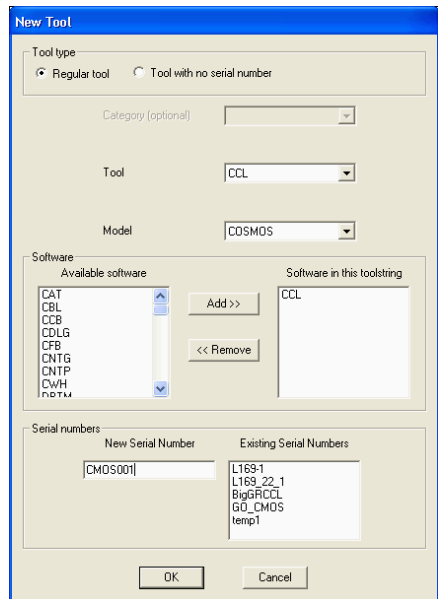 New Tool
Tool type
Regular tool
Tool with no serial number
Category (optional)
Tool
CCL
Model
COSMOS
Software
Available software
Software in this toolstring
CAT
CBL
CCB
CDLG
CFB
CNTG
CNTP
CWH
DRTM
Add >>
<< Remove
CCL
Serial numbers
New Serial Number
Existing Serial Numbers
CMOS001
L169-1
L169_22_1
BigGRCCL
GO_CMOS
temp1
OK
Cancel